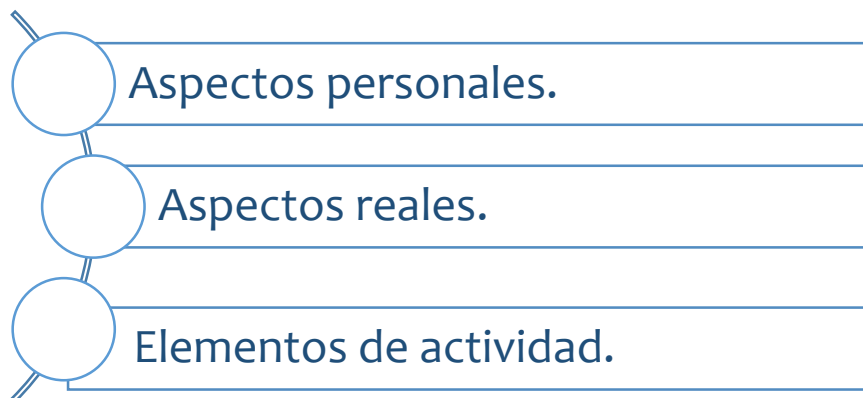 Aspectos personales.
Aspectos reales.
Elementos de actividad.